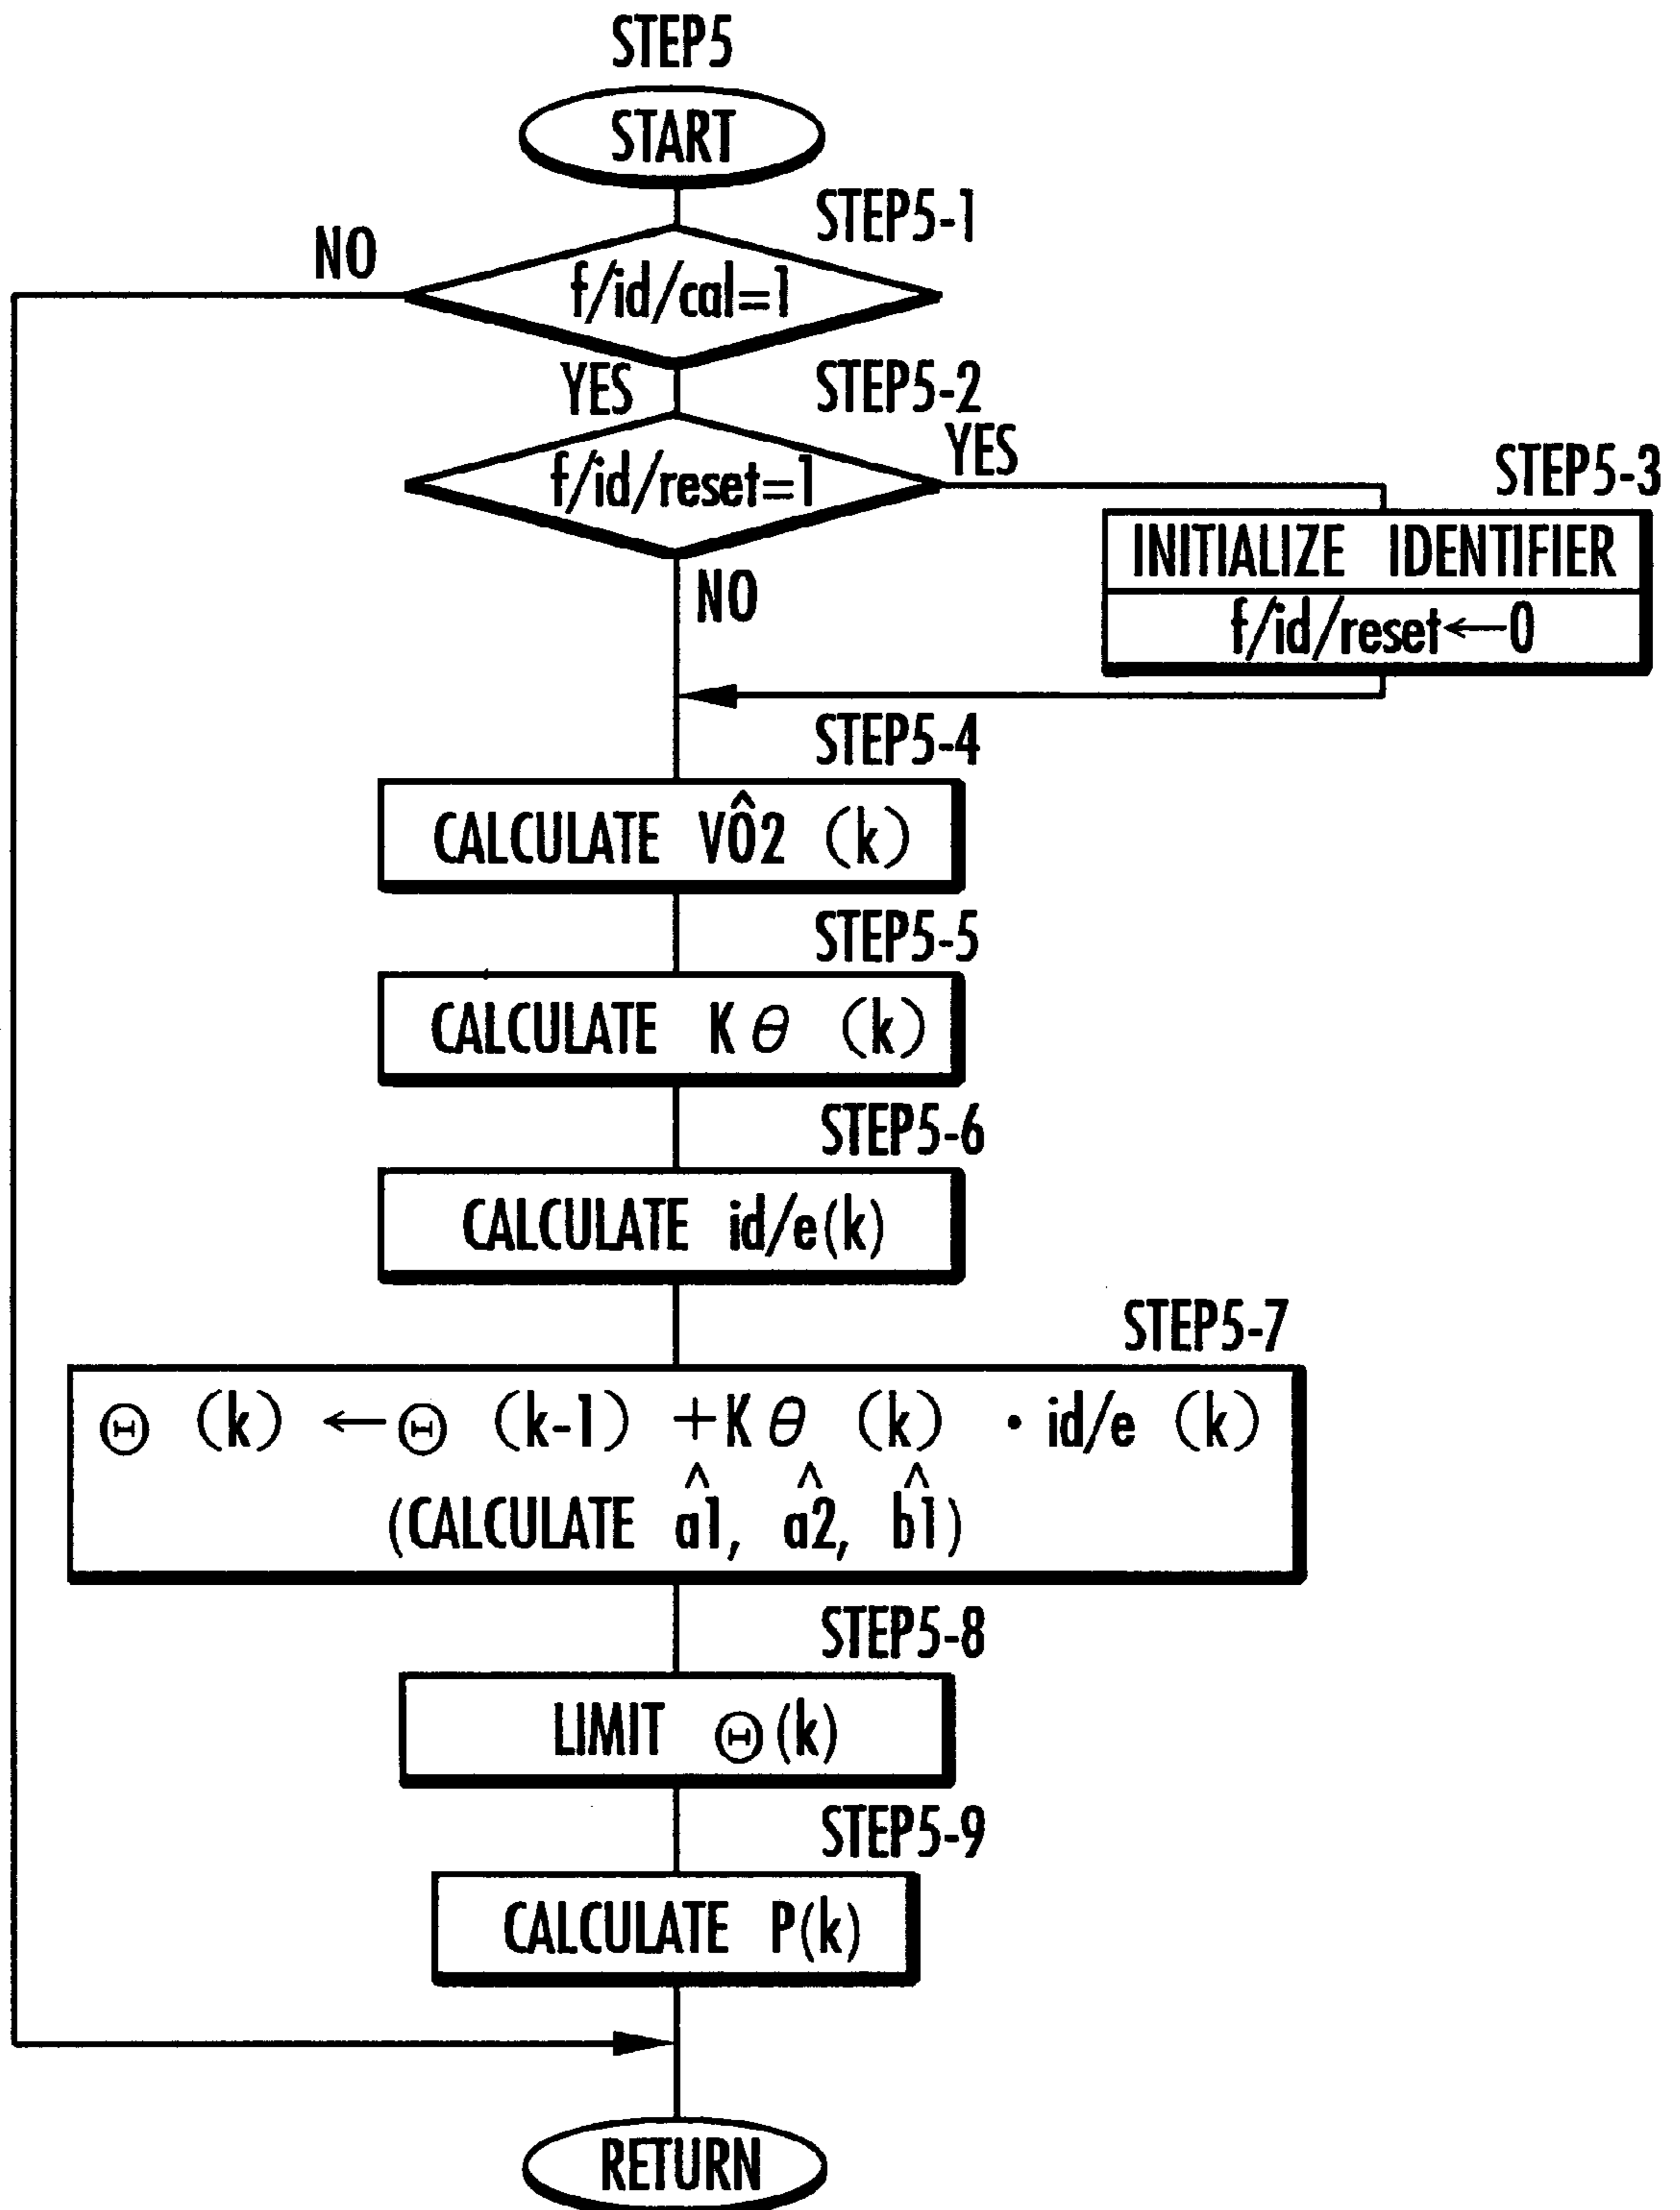 STEP5
START
STEP5-1
NO
f/id/cal=1
YES
STEP5-2
f/id/reset=1
YES
STEP5-3
INITIALIZE IDENTIFIER
f/id/reset←0
NO
STEP5-4
CALCULATE VÔ2 (k)
STEP5-5
CALCULATE Kθ (k)
STEP5-6
CALCULATE id/e(k)
STEP5-7
Θ (k) ← Θ (k-1) +Kθ (k) · id/e (k)
(CALCULATE â1, â2, b̂1)
STEP5-8
LIMIT Θ(k)
STEP5-9
CALCULATE P(k)
RETURN